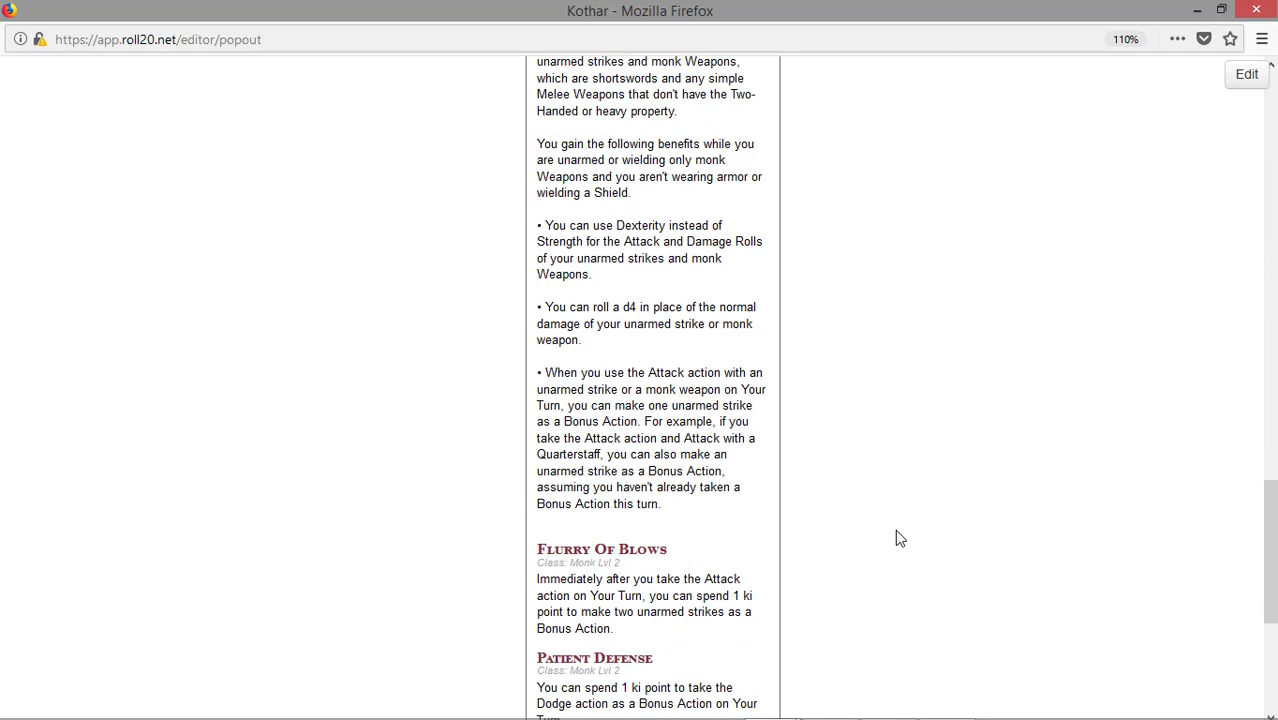 Kothar - Mozilla Firefox
https://app.roll20.net/editor/popout
110%
Edit
unarmed strikes and monk Weapons,
which are shortswords and any simple
Melee Weapons that don't have the Two-
Handed or heavy property.
You gain the following benefits while you
are unarmed or wielding only monk
Weapons and you aren't wearing armor or
wielding a Shield.
• You can use Dexterity instead of
Strength for the Attack and Damage Rolls
of your unarmed strikes and monk
Weapons.
• You can roll a d4 in place of the normal
damage of your unarmed strike or monk
weapon.
• When you use the Attack action with an
unarmed strike or a monk weapon on Your
Turn, you can make one unarmed strike
as a Bonus Action. For example, if you
take the Attack action and Attack with a
Quarterstaff, you can also make an
unarmed strike as a Bonus Action,
assuming you haven't already taken a
Bonus Action this turn.
Flurry Of Blows
Class: Monk Lvl 2
Immediately after you take the Attack
action on Your Turn, you can spend 1 ki
point to make two unarmed strikes as a
Bonus Action.
Patient Defense
Class: Monk Lvl 2
You can spend 1 ki point to take the
Dodge action as a Bonus Action on Your
Turn